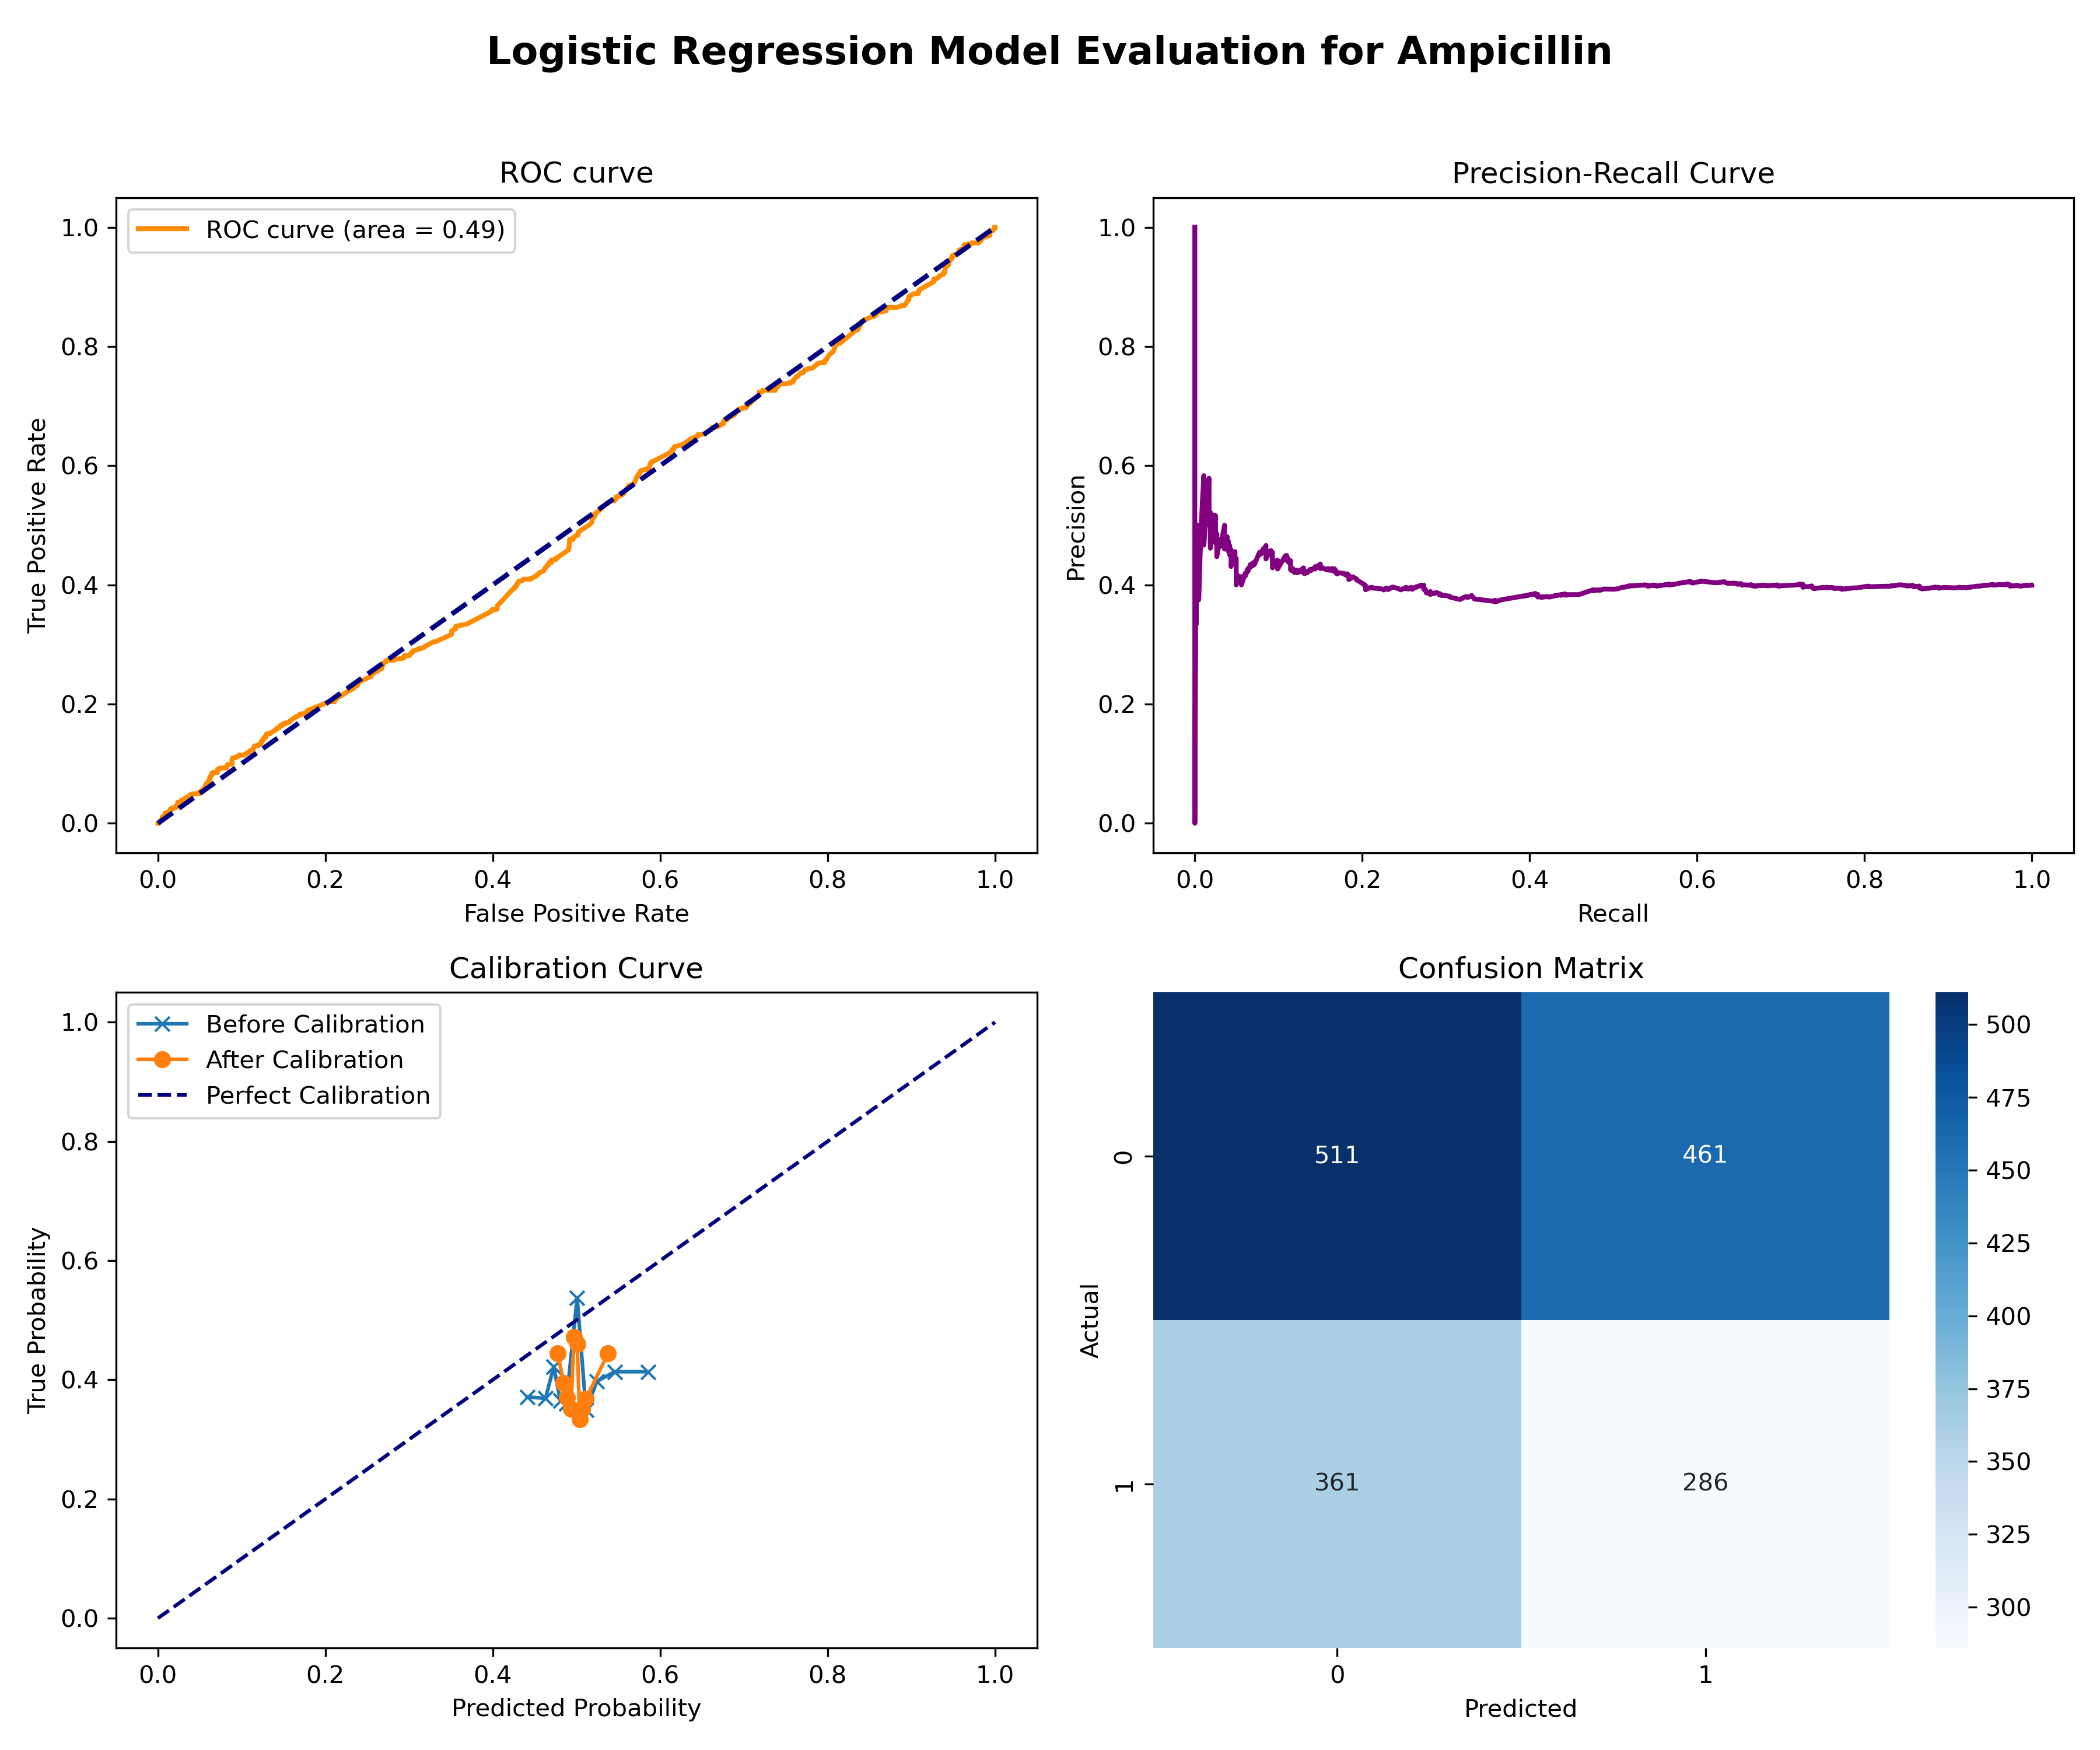 Logistic Regression Model Evaluation for Ampicillin
ROC curve
ROC curve (area = 0.49)
1.0
0.8
0.6
0.4
0.2
0.0
True Positive Rate
0.0 0.2 0.4 0.6 0.8 1.0
False Positive Rate
Precision-Recall Curve
1.0
0.8
0.6
0.4
0.2
0.0
Precision
0.0 0.2 0.4 0.6 0.8 1.0
Recall
Calibration Curve
Before Calibration
After Calibration
Perfect Calibration
1.0
0.8
0.6
0.4
0.2
0.0
True Probability
0.0 0.2 0.4 0.6 0.8 1.0
Predicted Probability
Confusion Matrix
511 461
361 286
0
1
Actual
0 1
Predicted
500
475
450
425
400
375
350
325
300